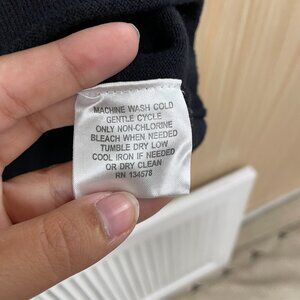 MACHINE WASH COLD
GENTLE CYCLE
ONLY NON-CHLORINE
BLEACH WHEN NEEDED
TUMBLE DRY LOW
COOL IRON IF NEEDED
OR DRY CLEAN
RN 134578